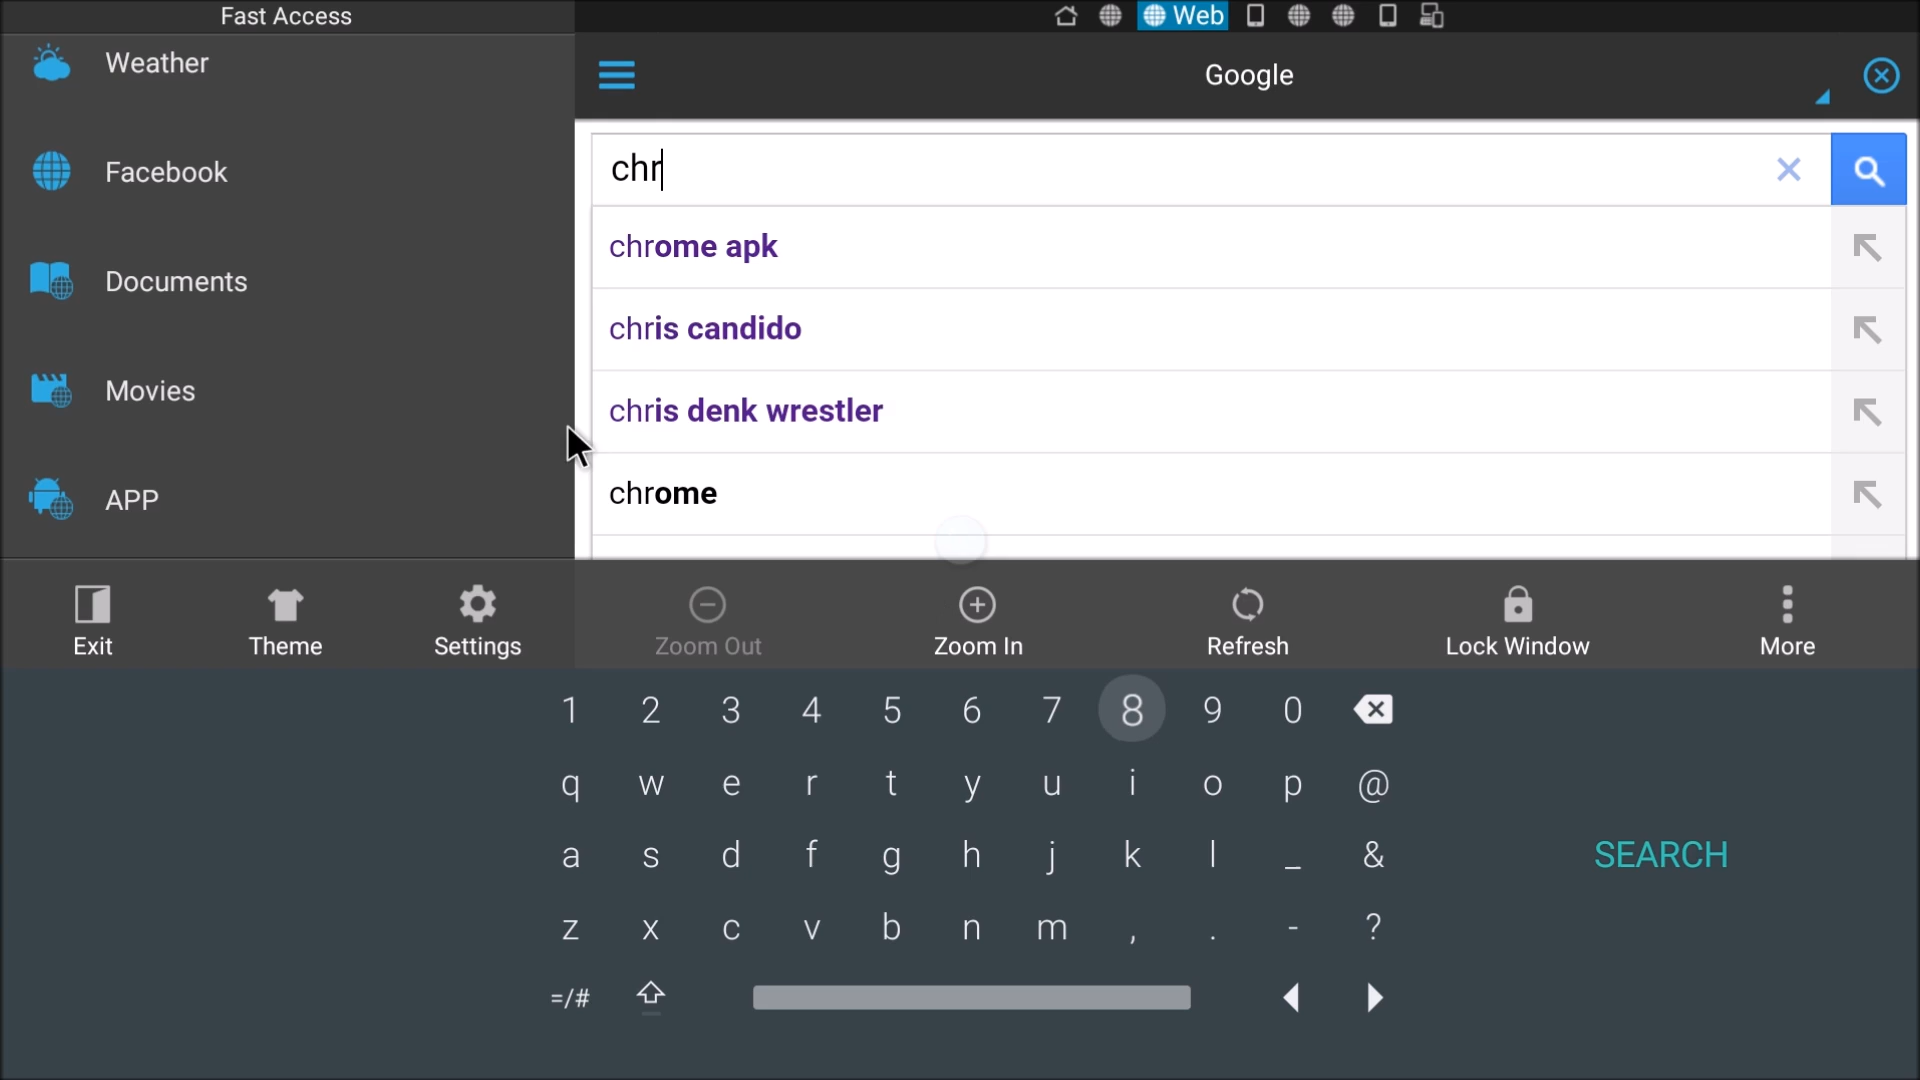 Fast Access
Web
Weather
Facebook
Documents
Movies
APP
Google
chr
chrome apk
chris candido
chris denk wrestler
chrome
Exit
Theme
Settings
Zoom Out
Zoom In
Refresh
Lock Window
More
1 2 3 4 5 6 7 8 9 0
q w e r t y u i o p @
a s d f g h j k l _ &
SEARCH
z x c v b n m , . - ?
=/#